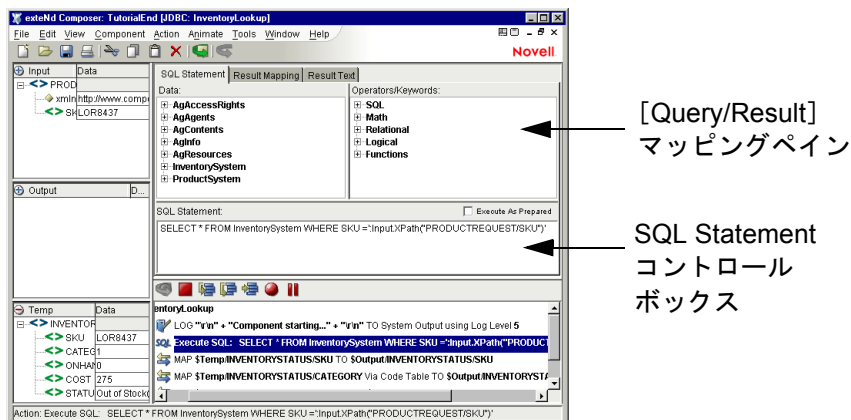 exteNd Composer: TutorialEnd [JDBC: InventoryLookup]
File Edit View Component Action Animate Tools Window Help
Novell
Input Data
PROD
xmln http://www.compe
SK LOR8437
SQL Statement Result Mapping Result Text
Data: Operators/Keywords:
AgAccessRights
AgAgents
AgContents
AgInfo
AgResources
InventorySystem
ProductSystem
SQL
Math
Relational
Logical
Functions
[Query/Result]
マッピングペイン
Output D...
SQL Statement: Execute As Prepared
SELECT * FROM InventorySystem WHERE SKU =':Input.XPath("PRODUCTREQUEST/SKU")'
SQL Statement
コントロール
ボックス
Temp Data
INVENTOR
SKU LOR8437
CATEG 1
ONHAN 0
COST 275
STATU Out of Stock(
entoryLookup
LOG "\r\n" + "Component starting..." + "\r\n" TO System Output using Log Level 5
SQL Execute SQL: SELECT * FROM InventorySystem WHERE SKU =':Input.XPath("PRODUCT
MAP $Temp/INVENTORYSTATUS/SKU TO $Output/INVENTORYSTATUS/SKU
MAP $Temp/INVENTORYSTATUS/CATEGORY Via Code Table TO $Output/INVENTORYST
Action: Execute SQL: SELECT * FROM InventorySystem WHERE SKU =':Input.XPath("PRODUCTREQUEST/SKU")'